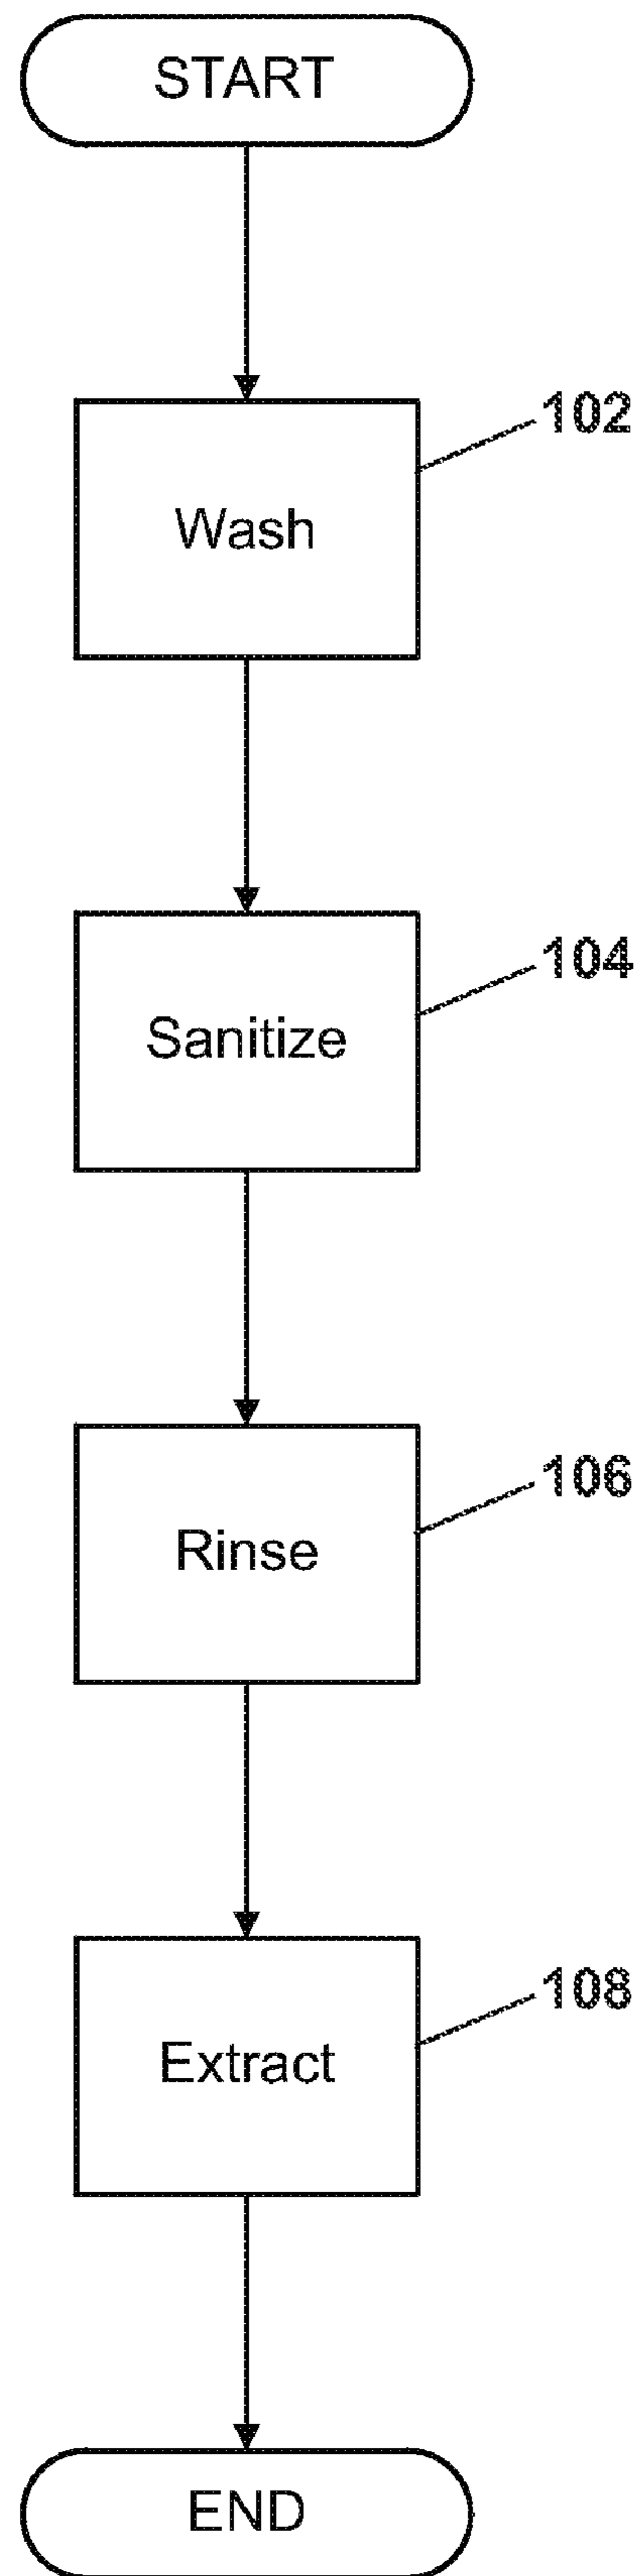 START
102
Wash
104
Sanitize
106
Rinse
108
Extract
END